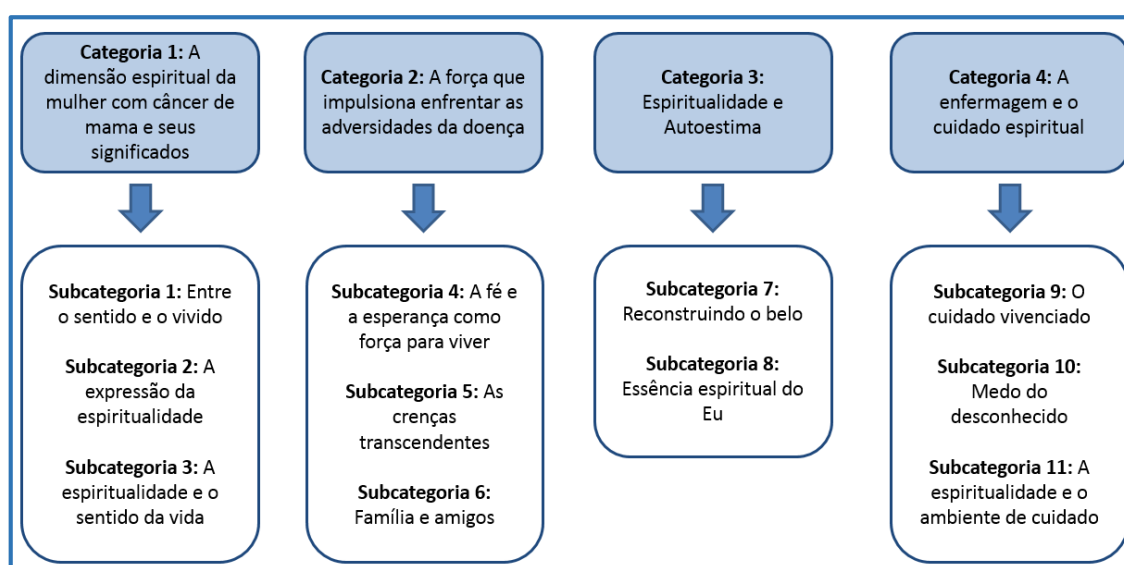 Categoria 1: A
dimensão espiritual da
mulher com câncer de
mama e seus
significados
Categoria 2: A força que
impulsiona enfrentar as
adversidades da doença
Categoria 3:
Espiritualidade e
Autoestima
Categoria 4: A
enfermagem e o
cuidado espiritual
Subcategoria 1: Entre
o sentido e o vivido
Subcategoria 2: A
expressão da
espiritualidade
Subcategoria 3: A
espiritualidade e o
sentido da vida
Subcategoria 4: A fé e
a esperança como
força para viver
Subcategoria 5: As
crenças
transcendentes
Subcategoria 6:
Família e amigos
Subcategoria 7:
Reconstruindo o belo
Subcategoria 8:
Essência espiritual do
Eu
Subcategoria 9: O
cuidado vivenciado
Subcategoria 10:
Medo do
desconhecido
Subcategoria 11: A
espiritualidade e o
ambiente de cuidado